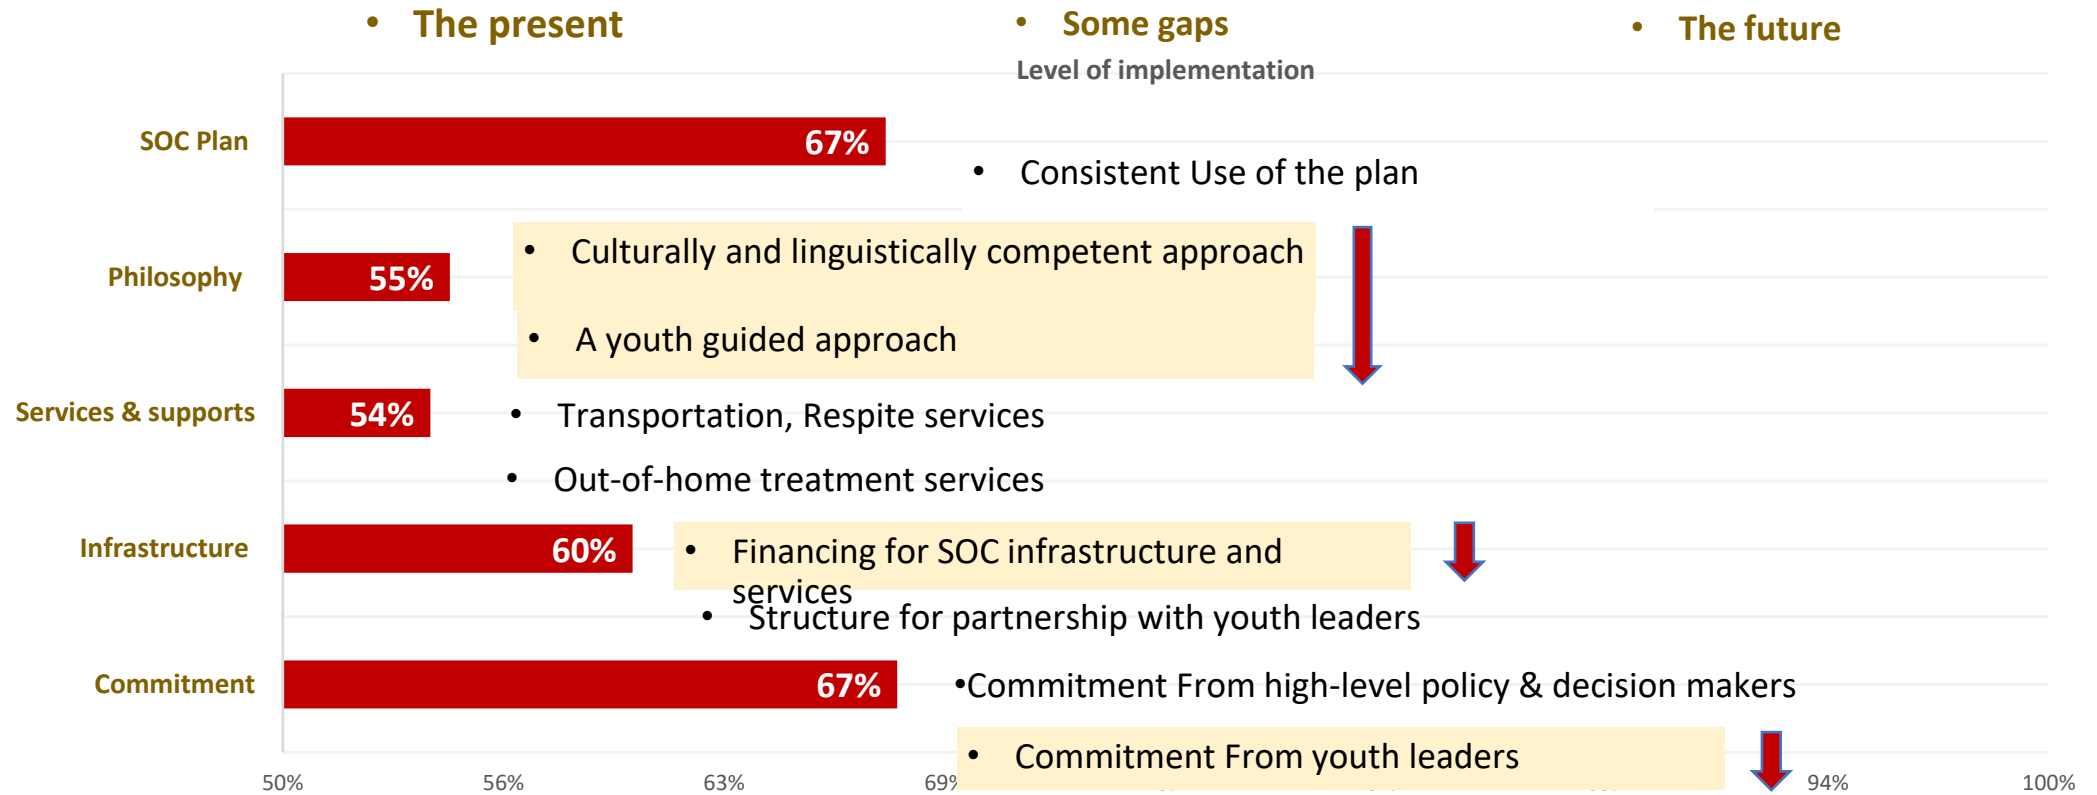 • The present
• Some gaps
• The future
Level of implementation
SOC Plan
67%
• Consistent Use of the plan
Philosophy
55%
• Culturally and linguistically competent approach
• A youth guided approach
Services & supports
54%
• Transportation, Respite services
• Out-of-home treatment services
Infrastructure
60%
• Financing for SOC infrastructure and
services
• Structure for partnership with youth leaders
Commitment
67%
•Commitment From high-level policy & decision makers
• Commitment From youth leaders
50% 56% 63% 69% 94% 100%